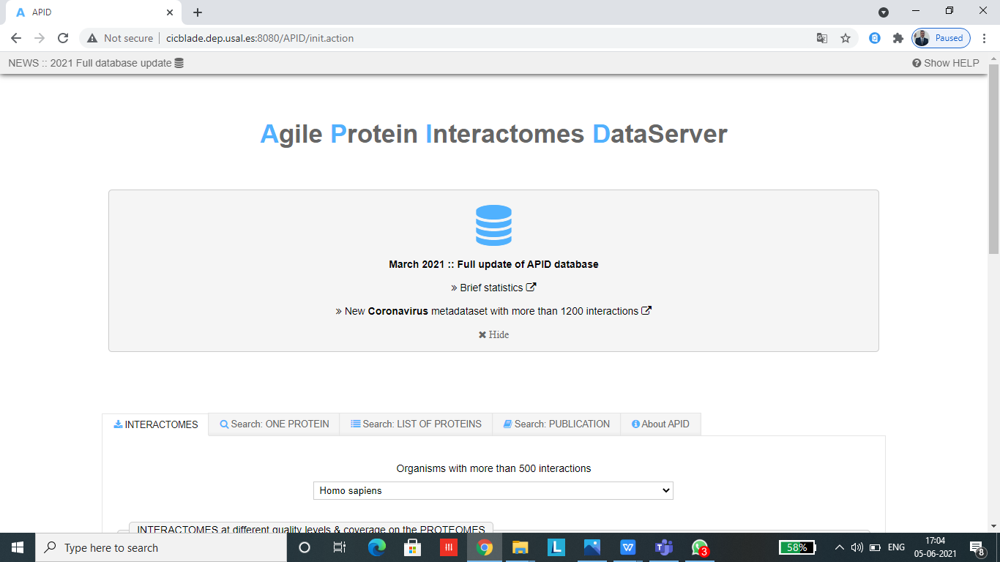 APID
Not secure
cicblade.dep.usal.es:8080/APID/init.action
Paused
NEWS :: 2021 Full database update
Show HELP
Agile Protein Interactomes DataServer
March 2021 :: Full update of APID database
» Brief statistics
» New Coronavirus metadataset with more than 1200 interactions
Hide
INTERACTOMES
Search: ONE PROTEIN
Search: LIST OF PROTEINS
Search: PUBLICATION
About APID
Organisms with more than 500 interactions
Homo sapiens
INTERACTOMES at different quality levels & coverage on the PROTEOMES
Type here to search
3
58%
ENG
17:04
05-06-2021
8